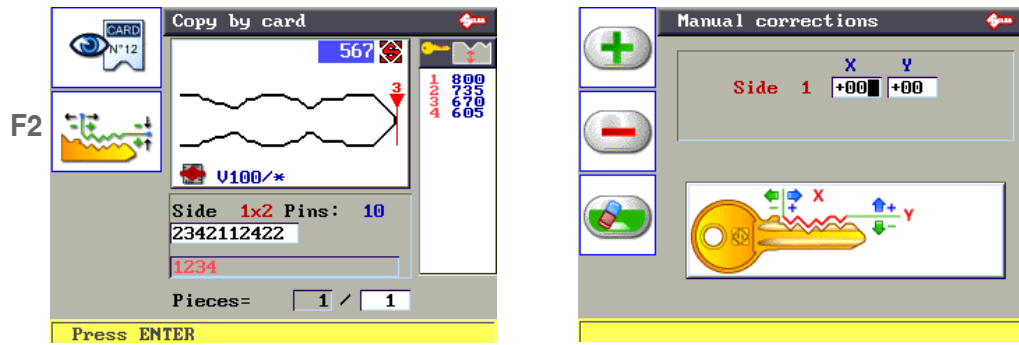 Copy by card
CARD
N°12
567
3
V100/*
1 800
2 735
3 670
4 605
F2
Side 1x2 Pins: 10
2342112422
1234
Pieces= 1 / 1
Press ENTER
Manual corrections
X Y
Side 1 +00 +00
X
- +
+
Y
-